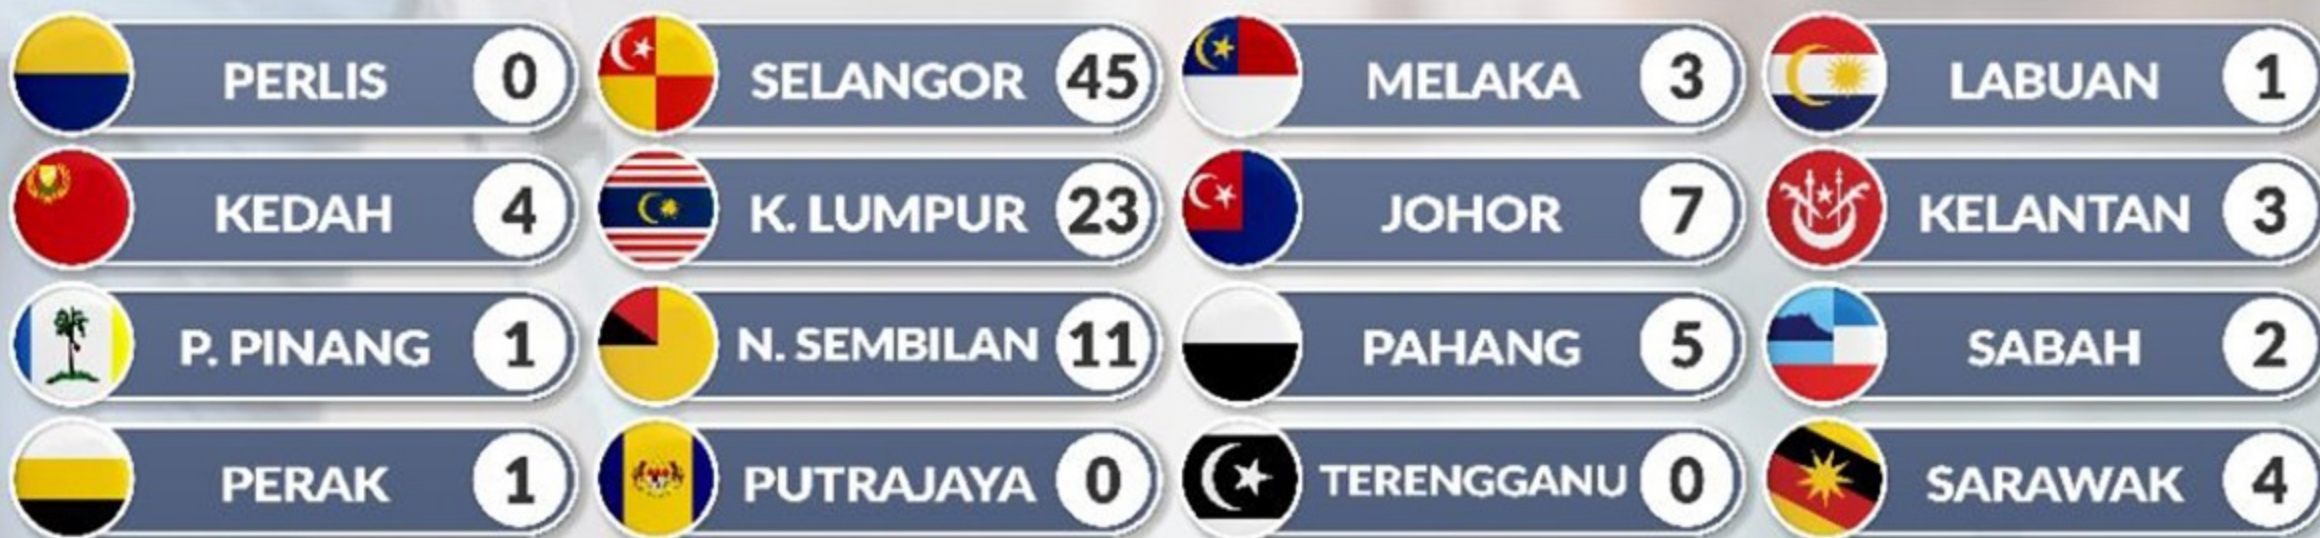 PERLIS 0
SELANGOR 45
MELAKA 3
LABUAN 1
KEDAH 4
K. LUMPUR 23
JOHOR 7
KELANTAN 3
P. PINANG 1
N. SEMBILAN 11
PAHANG 5
SABAH 2
PERAK 1
PUTRAJAYA 0
TERENGGANU 0
SARAWAK 4